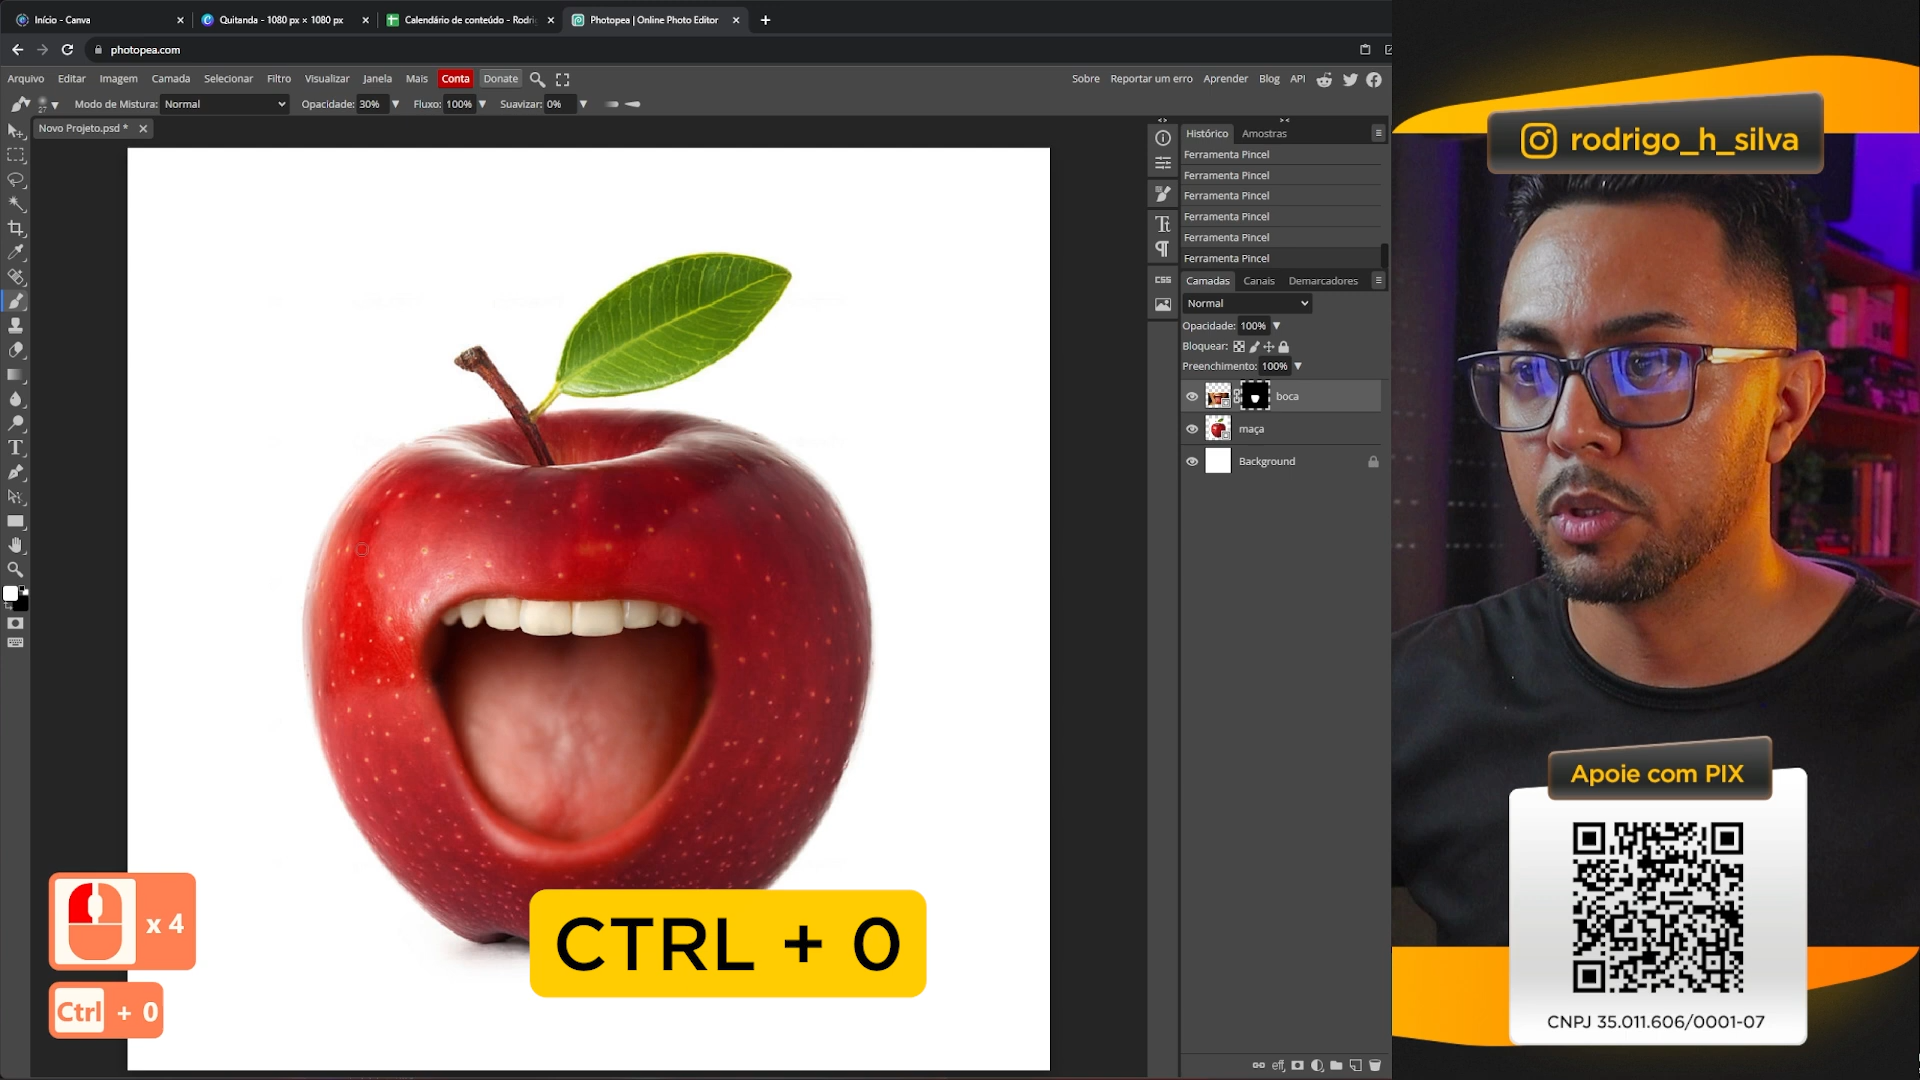 Início - Canva
Quitanda - 1080 px × 1080 px
Calendário de conteúdo - Rodri
Photopea | Online Photo Editor
photopea.com
Arquivo Editar Imagem Camada Selecionar Filtro Visualizar Janela Mais Conta Donate
Sobre Reportar um erro Aprender Blog API
27 Modo de Mistura: Normal Opacidade: 30% Fluxo: 100% Suavizar: 0%
Novo Projeto.psd *
Histórico Amostras
Ferramenta Pincel
Ferramenta Pincel
Ferramenta Pincel
Ferramenta Pincel
Ferramenta Pincel
Ferramenta Pincel
CSS
Camadas Canais Demarcadores
Normal
Opacidade: 100%
Bloquear:
Preenchimento: 100%
boca
maça
Background
eff
x 4
Ctrl + 0
CTRL + 0
rodrigo_h_silva
Apoie com PIX
CNPJ 35.011.606/0001-07